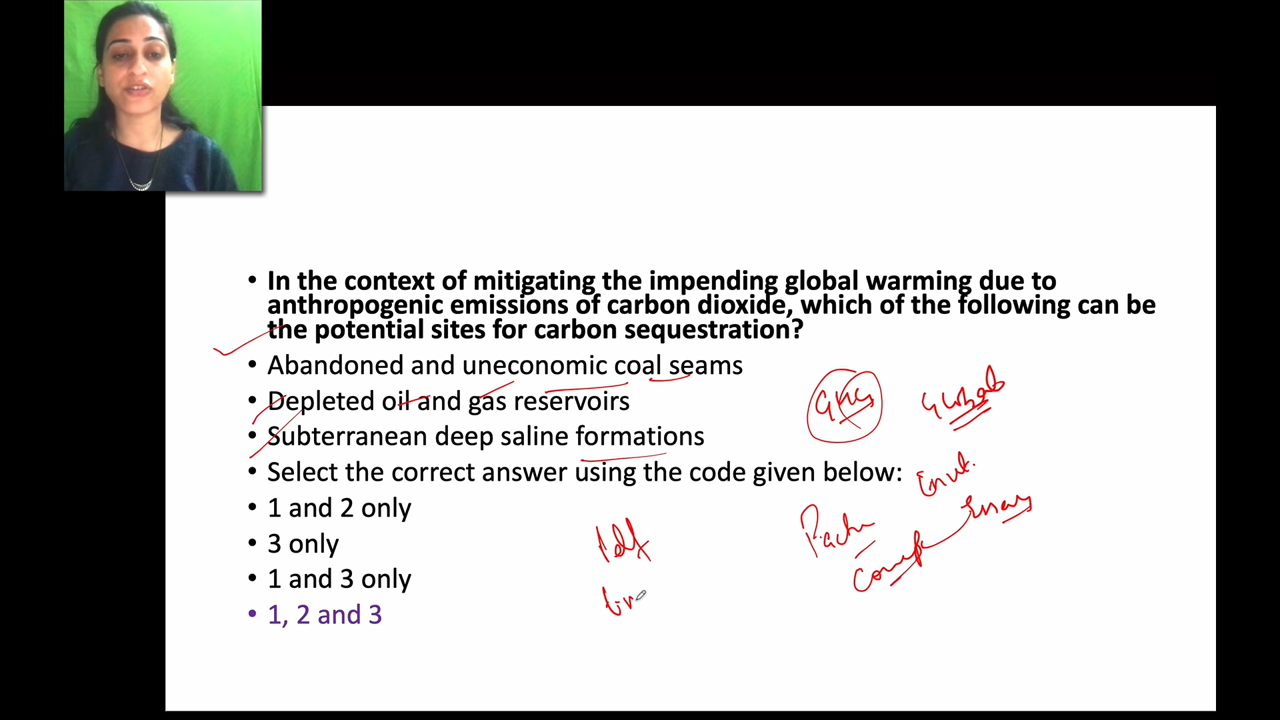 • In the context of mitigating the impending global warming due to
anthropogenic emissions of carbon dioxide, which of the following can be
the potential sites for carbon sequestration?
• Abandoned and uneconomic coal seams
• Depleted oil and gas reservoirs
• Subterranean deep saline formations
• Select the correct answer using the code given below:
• 1 and 2 only
• 3 only
• 1 and 3 only
• 1, 2 and 3
GHG
Global
Envt.